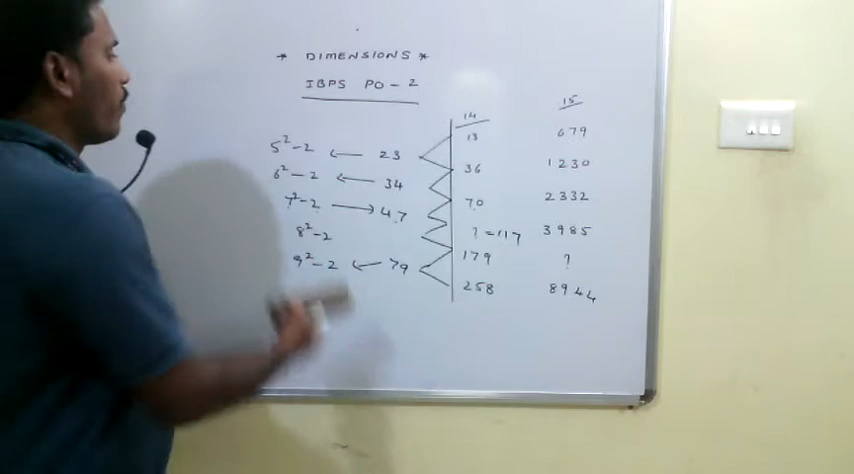 * DIMENSIONS *
IBPS PO - 2
14 15
13 679
5²-2 ← 23
36 1230
6²-2 ← 34
70 2332
7²-2 → 47
? = 117 3985
8²-2
179 ?
9²-2 ← 79
258 8944